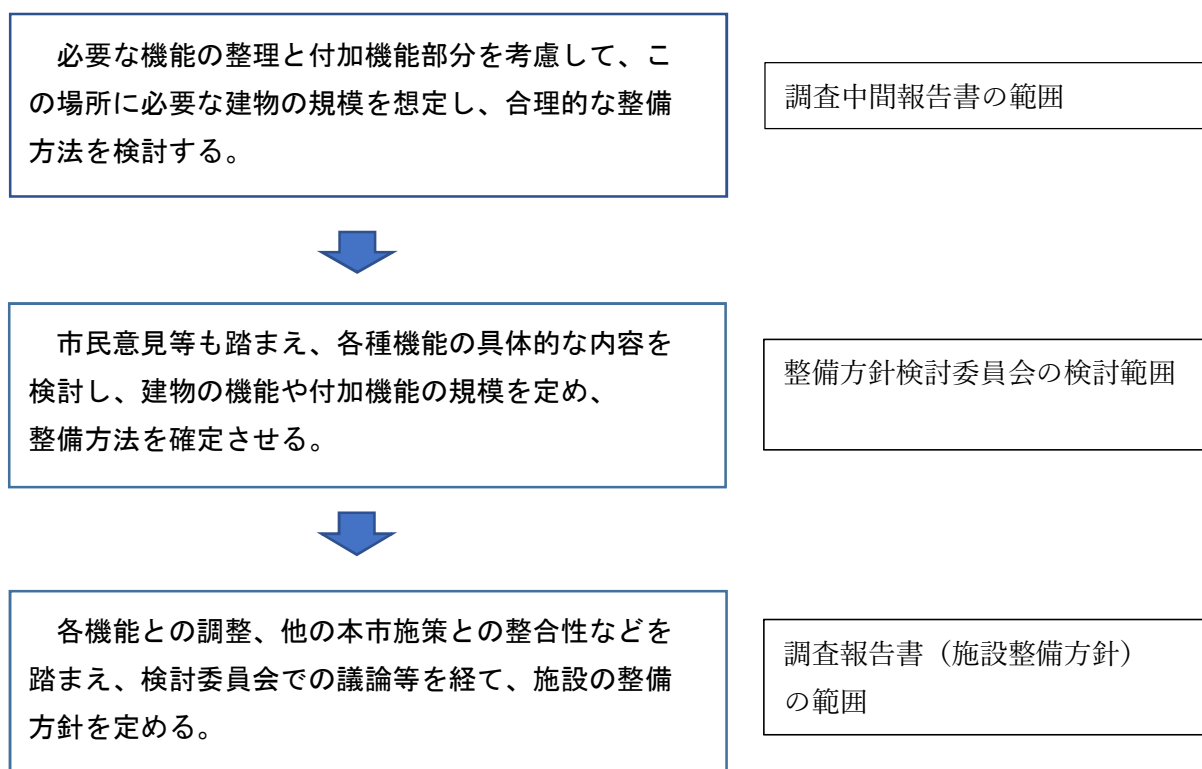 必要な機能の整理と付加機能部分を考慮して、こ
の場所に必要な建物の規模を想定し、合理的な整備
方法を検討する。
調査中間報告書の範囲
市民意見等も踏まえ、各種機能の具体的な内容を
検討し、建物の機能や付加機能の規模を定め、
整備方法を確定させる。
整備方針検討委員会の検討範囲
各機能との調整、他の本市施策との整合性などを
踏まえ、検討委員会での議論等を経て、施設の整備
方針を定める。
調査報告書（施設整備方針）
の範囲